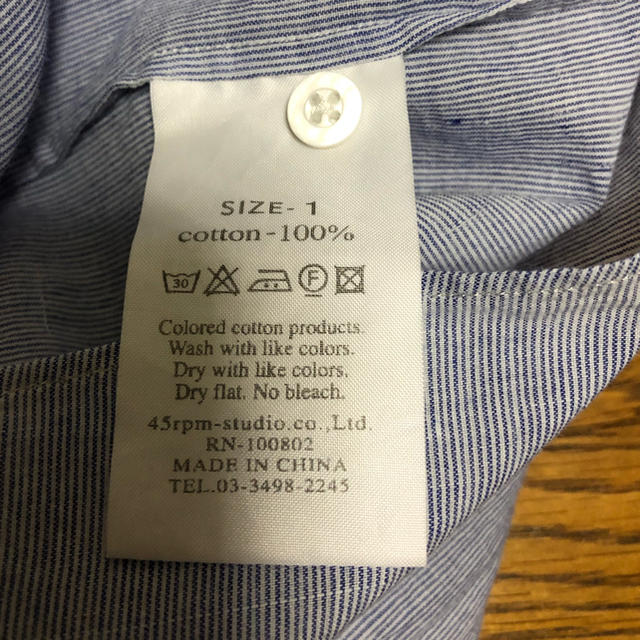 SIZE- 1
cotton-100%
30 F
Colored cotton products.
Wash with like colors.
Dry with like colors.
Dry flat. No bleach.
45rpm-studio.co.,Ltd.
RN-100802
MADE IN CHINA
TEL.03-3498-2245